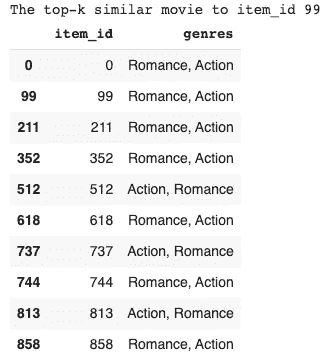 The top-k similar movie to item_id 99
item_id genres
0 0 Romance, Action
99 99 Romance, Action
211 211 Romance, Action
352 352 Romance, Action
512 512 Action, Romance
618 618 Romance, Action
737 737 Action, Romance
744 744 Romance, Action
813 813 Action, Romance
858 858 Romance, Action